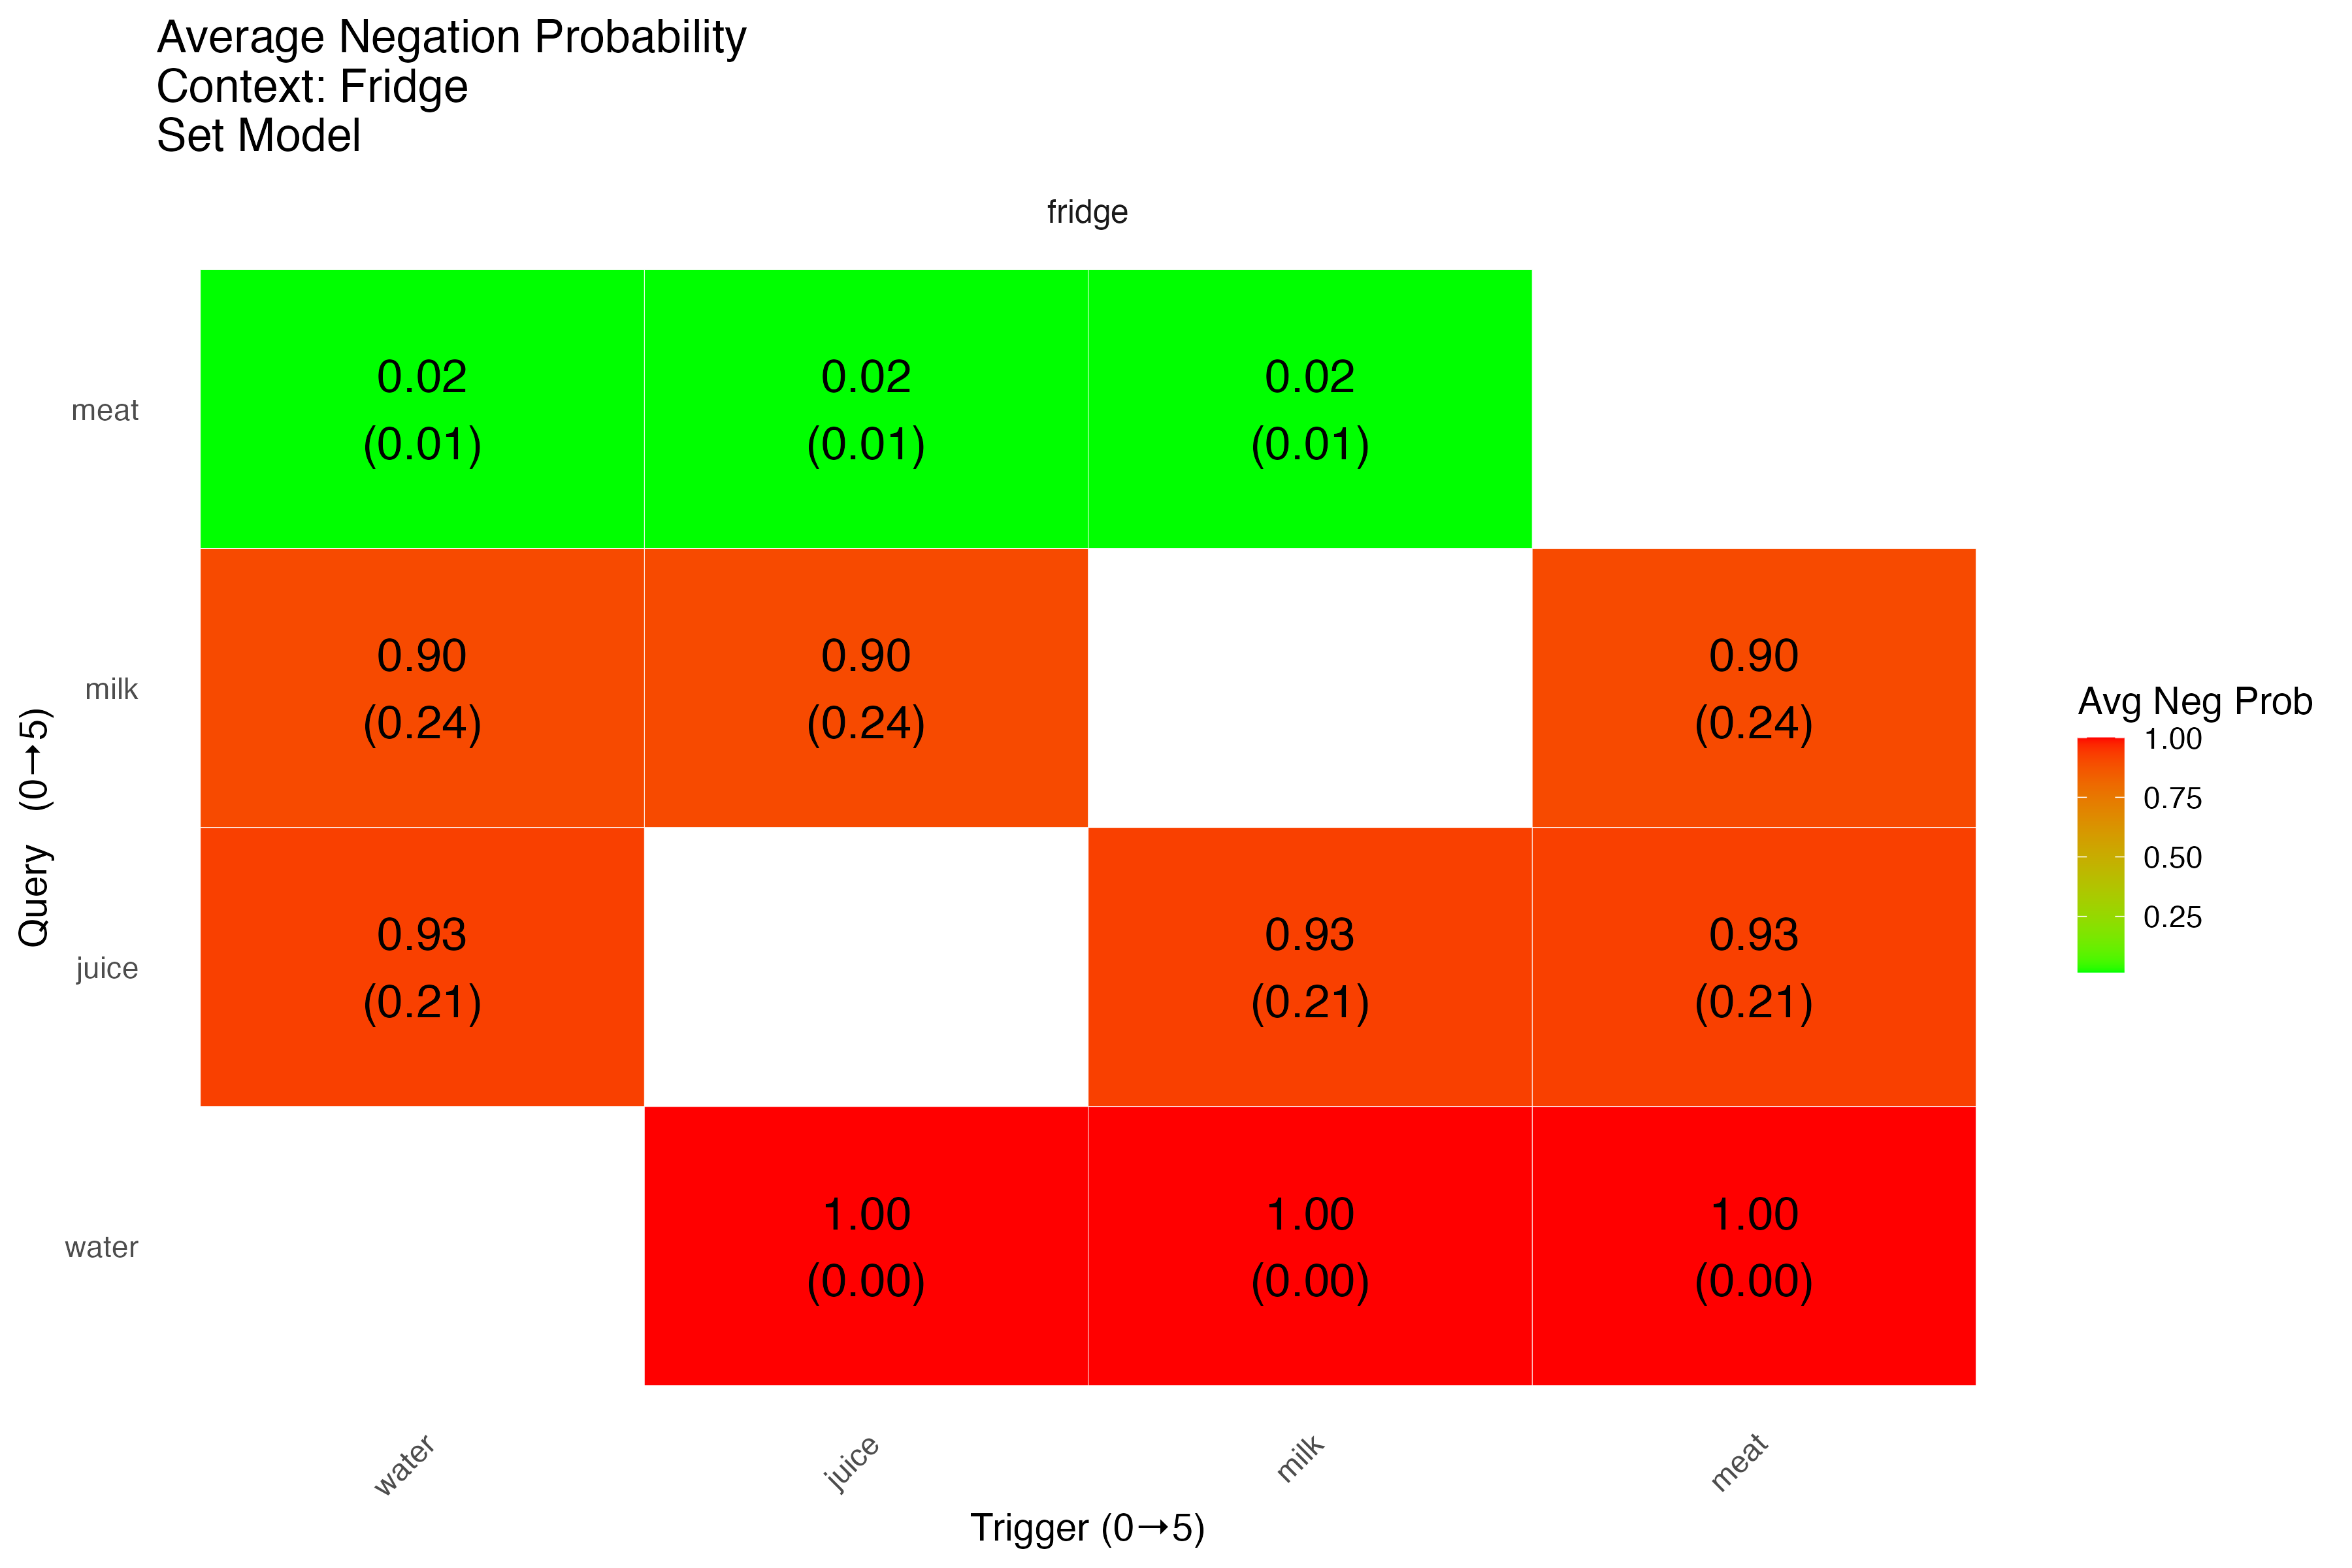 Average Negation Probability
Context: Fridge
Set Model
fridge
meat
0.02
(0.01)
0.02
(0.01)
0.02
(0.01)
milk
0.90
(0.24)
0.90
(0.24)
0.90
(0.24)
juice
0.93
(0.21)
0.93
(0.21)
0.93
(0.21)
water
1.00
(0.00)
1.00
(0.00)
1.00
(0.00)
Query (0→5)
water
juice
milk
meat
Trigger (0→5)
Avg Neg Prob
1.00
0.75
0.50
0.25